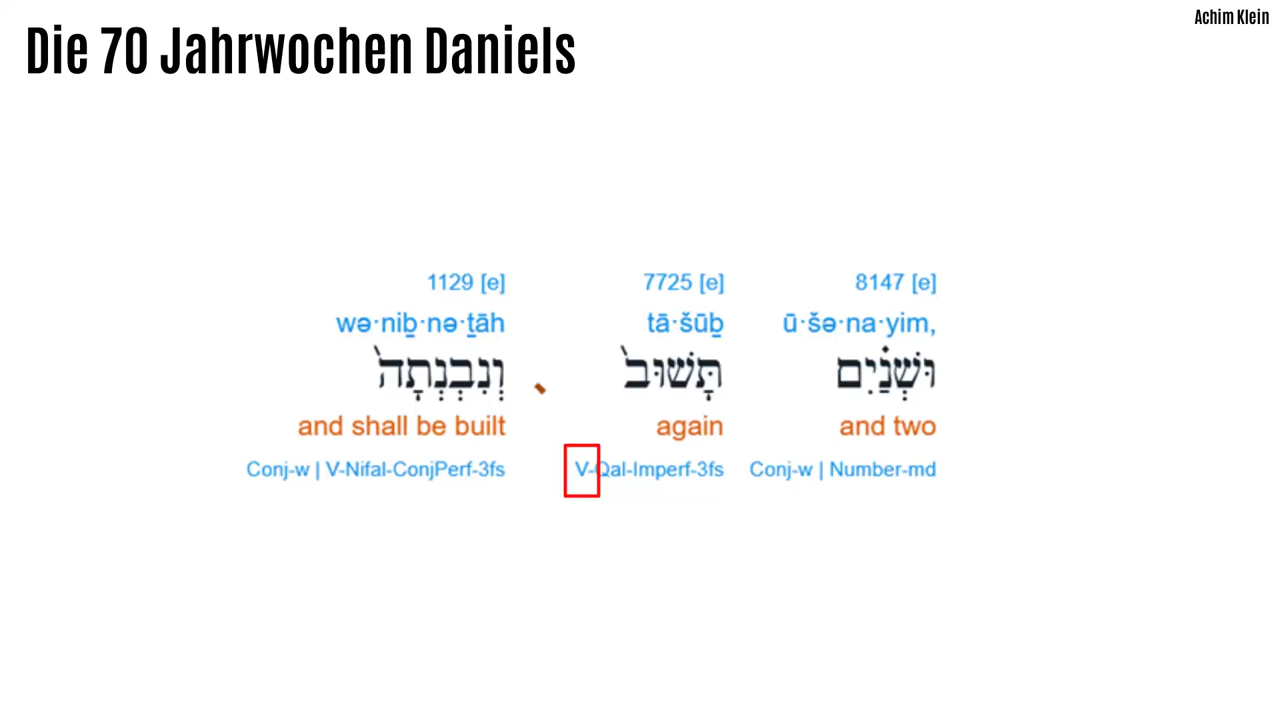 Achim Klein
Die 70 Jahrwochen Daniels
1129 [e] 7725 [e] 8147 [e]
wə·niḇ·nə·ṯāh tā·šūḇ ū·šə·na·yim,
וְנִבְנְתָה֙ תָּשׁוּב֙ וּשְׁנַ֗יִם
and shall be built again and two
Conj-w | V-Nifal-ConjPerf-3fs V-Qal-Imperf-3fs Conj-w | Number-md